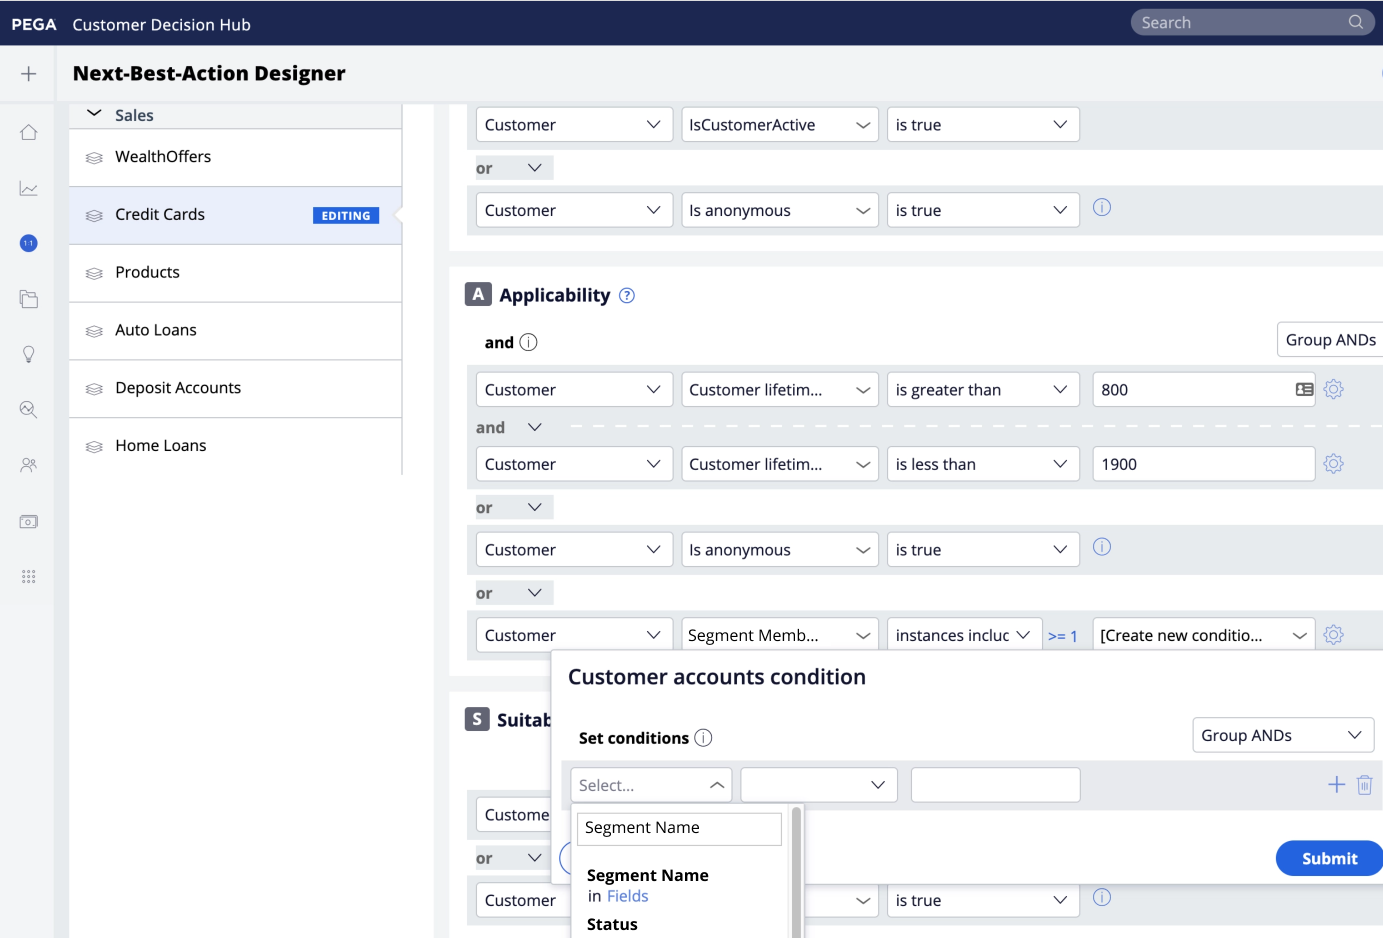 PEGA Customer Decision Hub
Search
Next-Best-Action Designer
Sales
WealthOffers
Credit Cards
EDITING
Products
Auto Loans
Deposit Accounts
Home Loans
Customer IsCustomerActive is true
or
Customer Is anonymous is true
A Applicability ?
and
Group ANDs
Customer Customer lifetim... is greater than 800
and
Customer Customer lifetim... is less than 1900
or
Customer Is anonymous is true
or
Customer Segment Memb... instances incluc >= 1 [Create new conditio...
Customer accounts condition
S Suitab
Set conditions
Group ANDs
Select...
Custome
Segment Name
or
Submit
Segment Name
in Fields
Customer is true
Status